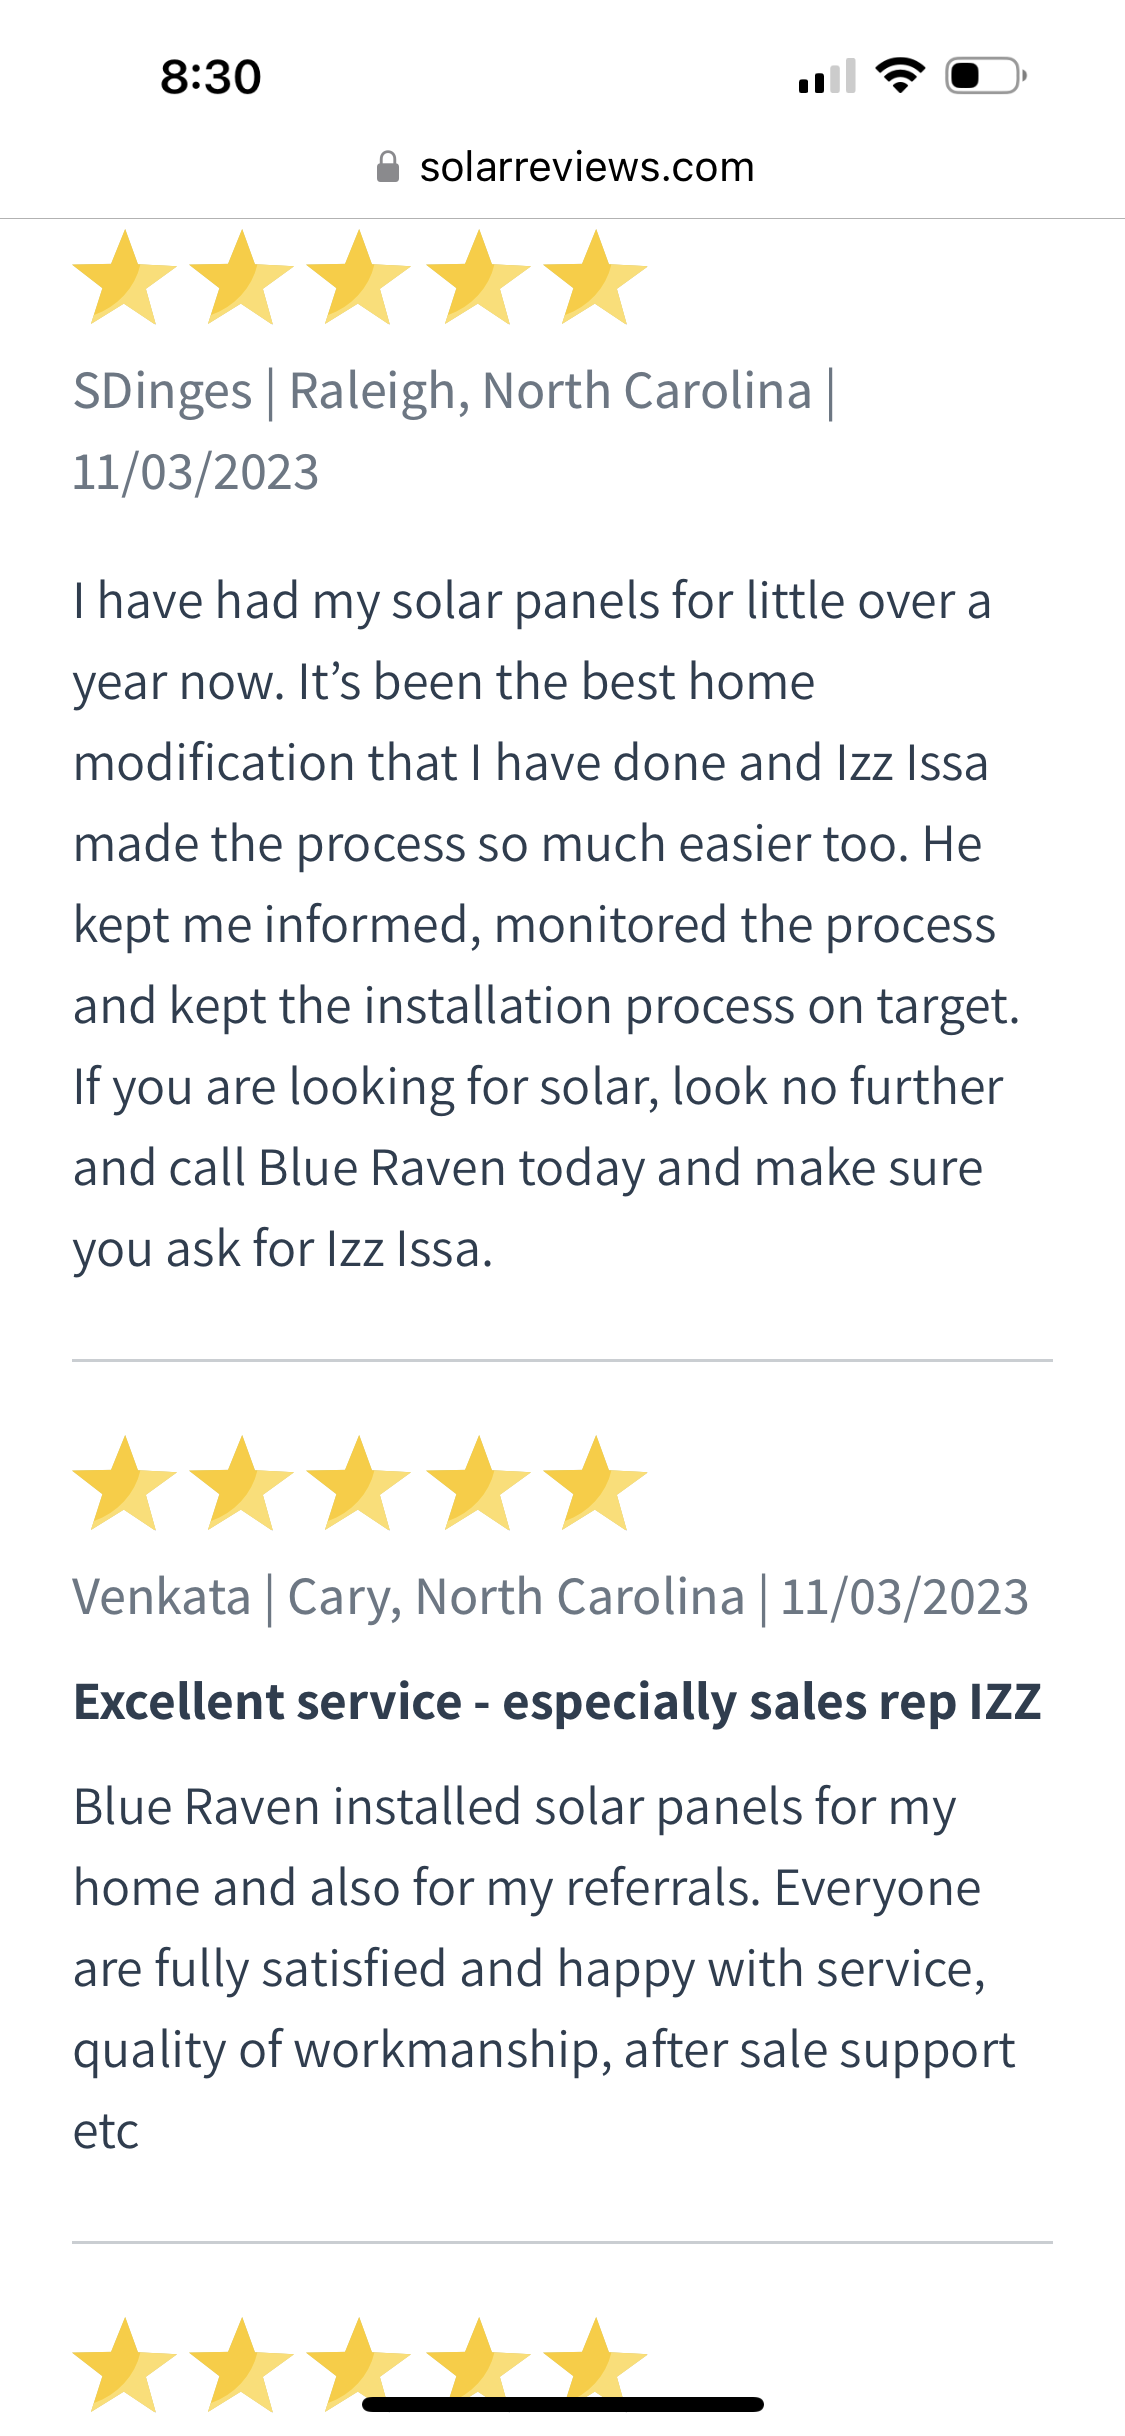 8:30
solarreviews.com
SDinges | Raleigh, North Carolina |
11/03/2023
I have had my solar panels for little over a
year now. It’s been the best home
modification that I have done and Izz Issa
made the process so much easier too. He
kept me informed, monitored the process
and kept the installation process on target.
If you are looking for solar, look no further
and call Blue Raven today and make sure
you ask for Izz Issa.
Venkata | Cary, North Carolina | 11/03/2023
Excellent service - especially sales rep IZZ
Blue Raven installed solar panels for my
home and also for my referrals. Everyone
are fully satisfied and happy with service,
quality of workmanship, after sale support
etc